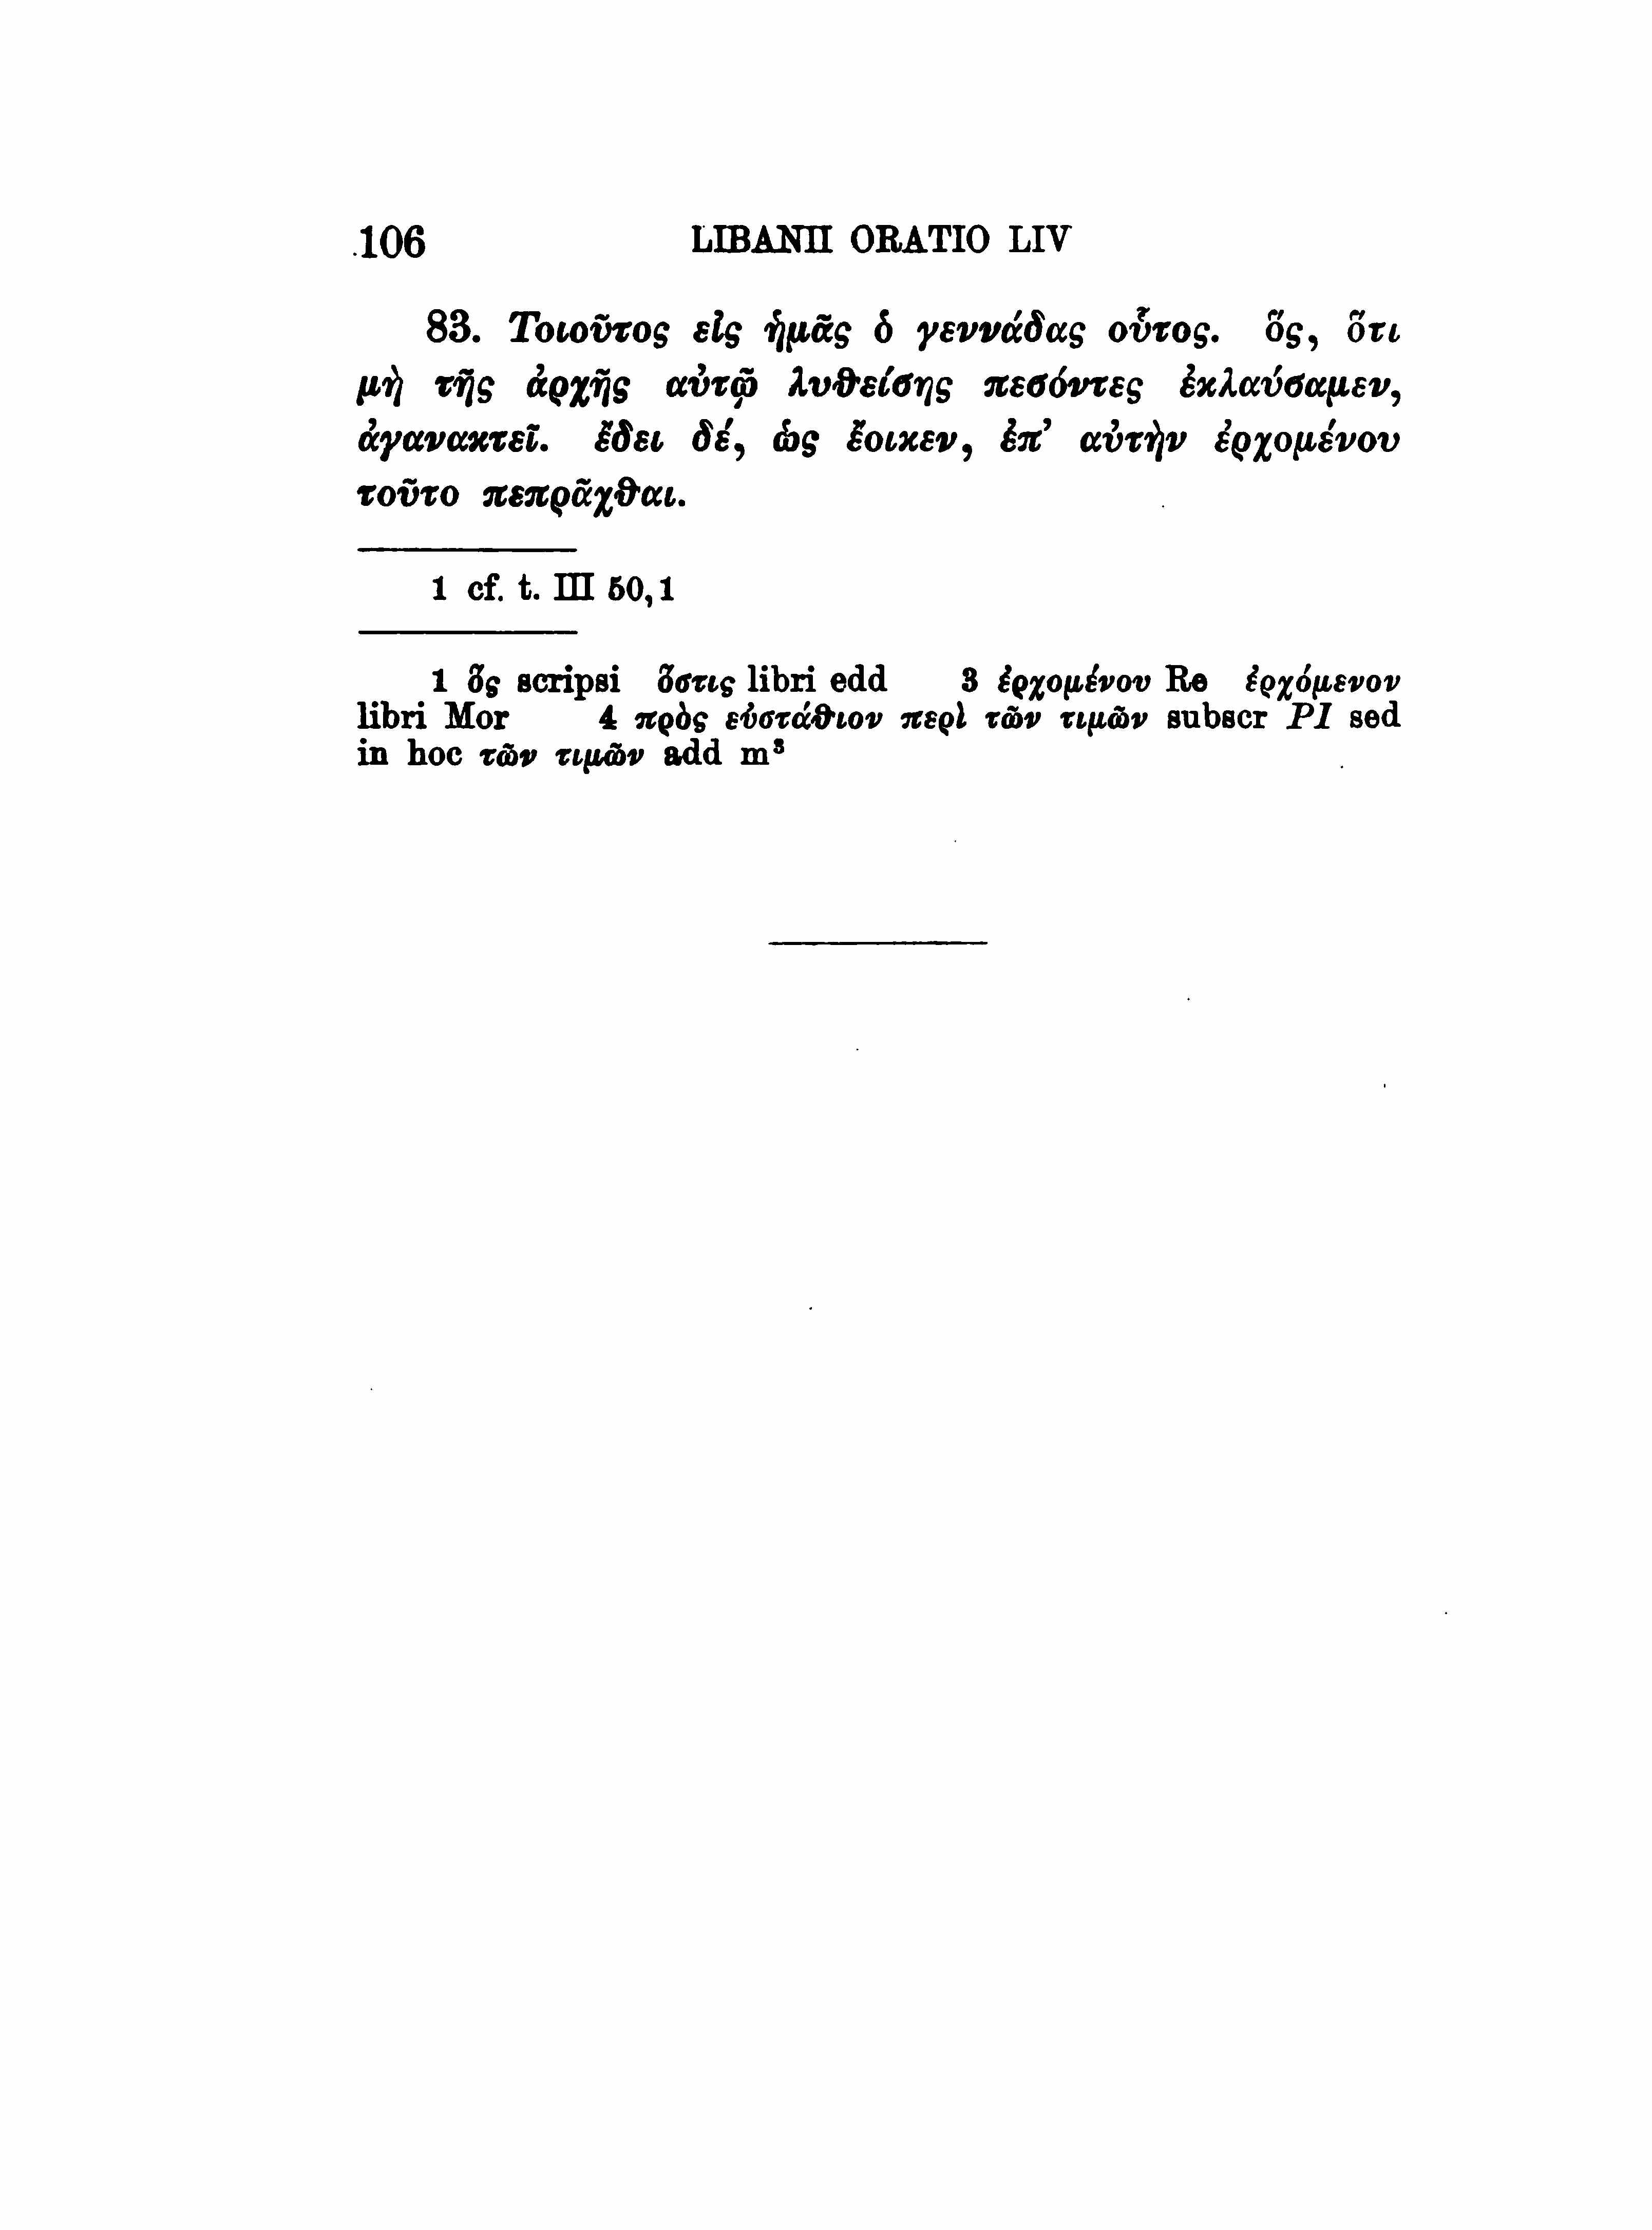 106 LIBANII ORATIO LIV
83. Τοιοῦτος εἰς ἡμᾶς ὁ γεννάδας οὗτος. ὅς, ὅτι
μὴ τῆς ἀρχῆς αὐτῷ λυθείσης πεσόντες ἐκλαύσαμεν,
ἀγανακτεῖ. ἔδει δέ, ὡς ἔοικεν, ἐπ’ αὐτὴν ἐρχομένου
τοῦτο πεπρᾶχθαι.
1 cf. t. III 50,1
1 ὅς scripsi ὅστις libri edd 3 ἐρχομένου Re ἐρχόμενον
libri Mor 4 πρὸς εὐστάθιον περὶ τῶν τιμῶν subscr PI sed
in hoc τῶν τιμῶν add m³